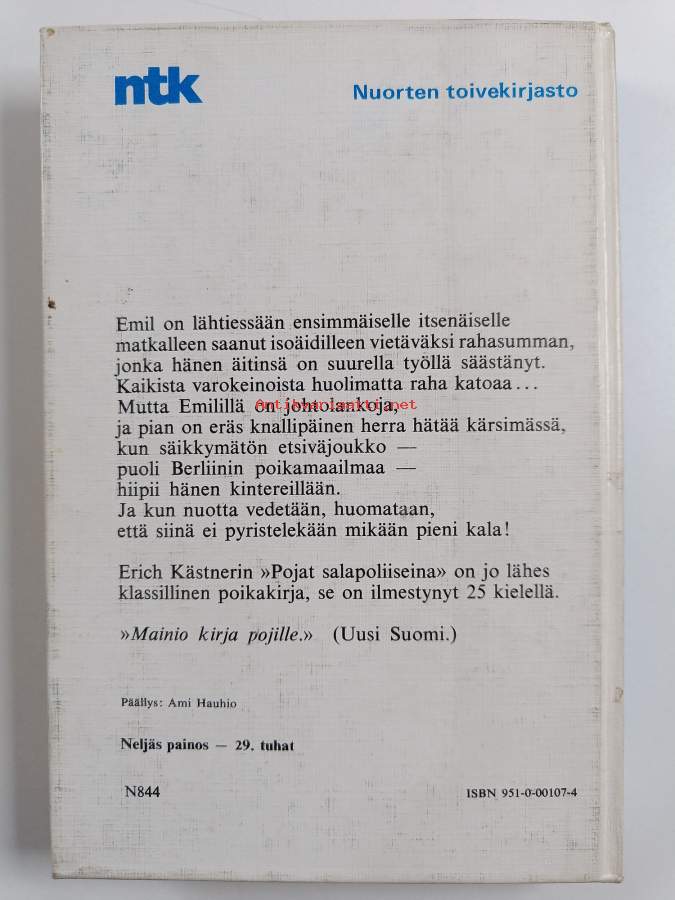 ntk
Nuorten toivekirjasto
Emil on lähtiessään ensimmäiselle itsenäiselle
matkalleen saanut isoäidilleen vietäväksi rahasumman,
jonka hänen äitinsä on suurella työllä säästänyt.
Kaikista varokeinoista huolimatta raha katoaa...
Mutta Emilillä on johtolankoja,
Antikvariaatti.net
ja pian on eräs knallipäinen herra hätää kärsimässä,
kun säikkymätön etsiväjoukko —
puoli Berliinin poikamaailmaa —
hiipii hänen kintereillään.
Ja kun nuotta vedetään, huomataan,
että siinä ei pyristelekään mikään pieni kala!
Erich Kästnerin »Pojat salapoliiseina» on jo lähes
klassillinen poikakirja, se on ilmestynyt 25 kielellä.
»Mainio kirja pojille.» (Uusi Suomi.)
Päällys: Ami Hauhio
Neljäs painos — 29. tuhat
N844
ISBN 951-0-00107-4